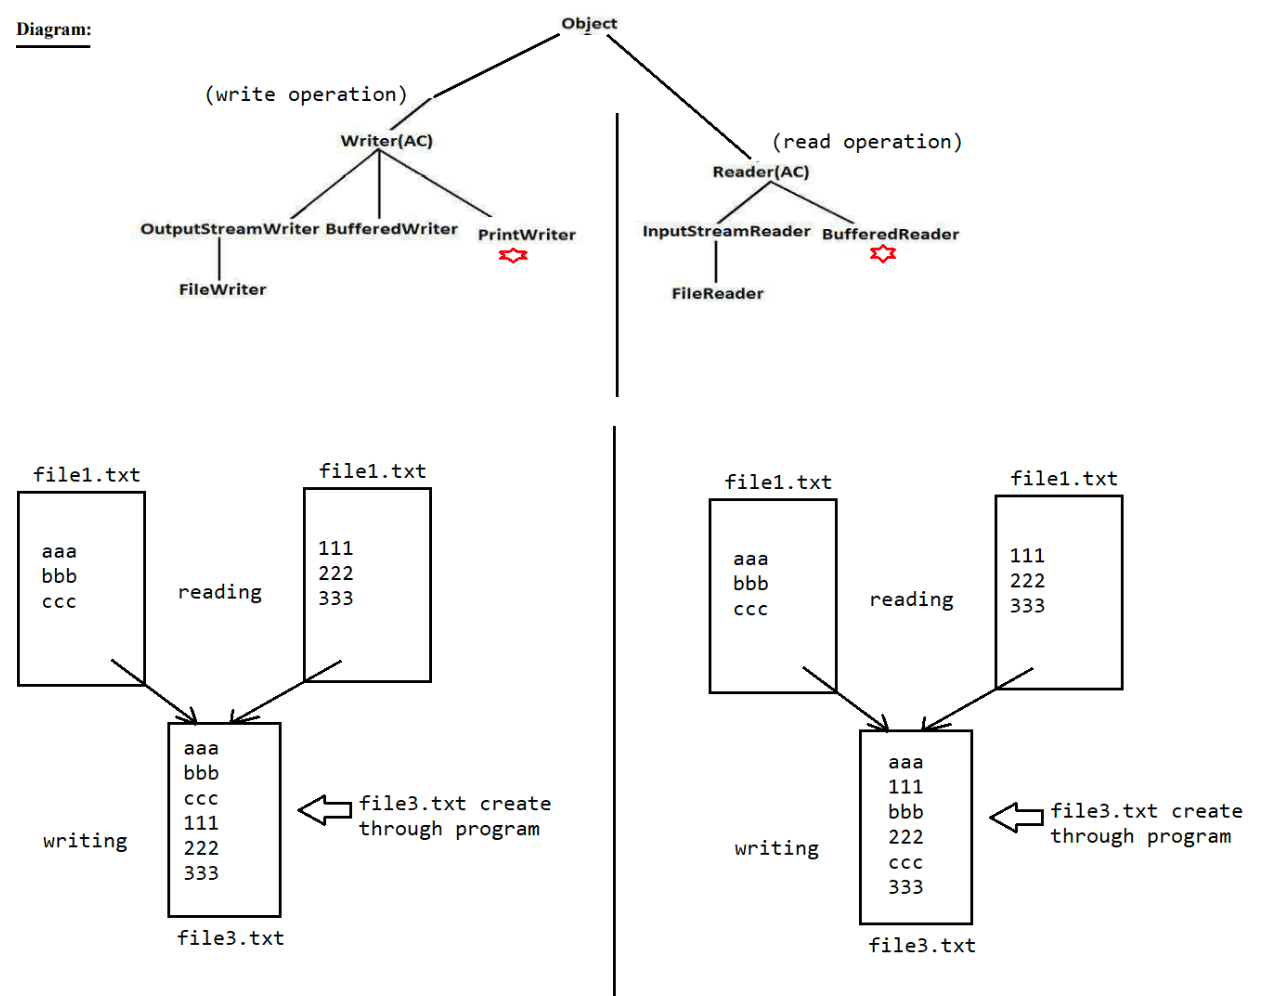 Diagram:
Object
(write operation)
Writer(AC)
(read operation)
Reader(AC)
OutputStreamWriter BufferedWriter PrintWriter
InputStreamReader BufferedReader
FileWriter
FileReader
file1.txt
file1.txt
aaa
bbb
ccc
reading
111
222
333
aaa
bbb
ccc
111
222
333
writing
file3.txt create
through program
file3.txt
file1.txt
file1.txt
aaa
bbb
ccc
reading
111
222
333
aaa
111
bbb
222
ccc
333
writing
file3.txt create
through program
file3.txt